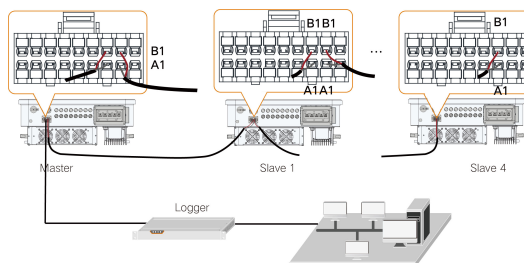 B1
A1
Master
B1B1
A1A1
Slave 1
...
B1
A1
Slave 4
Logger